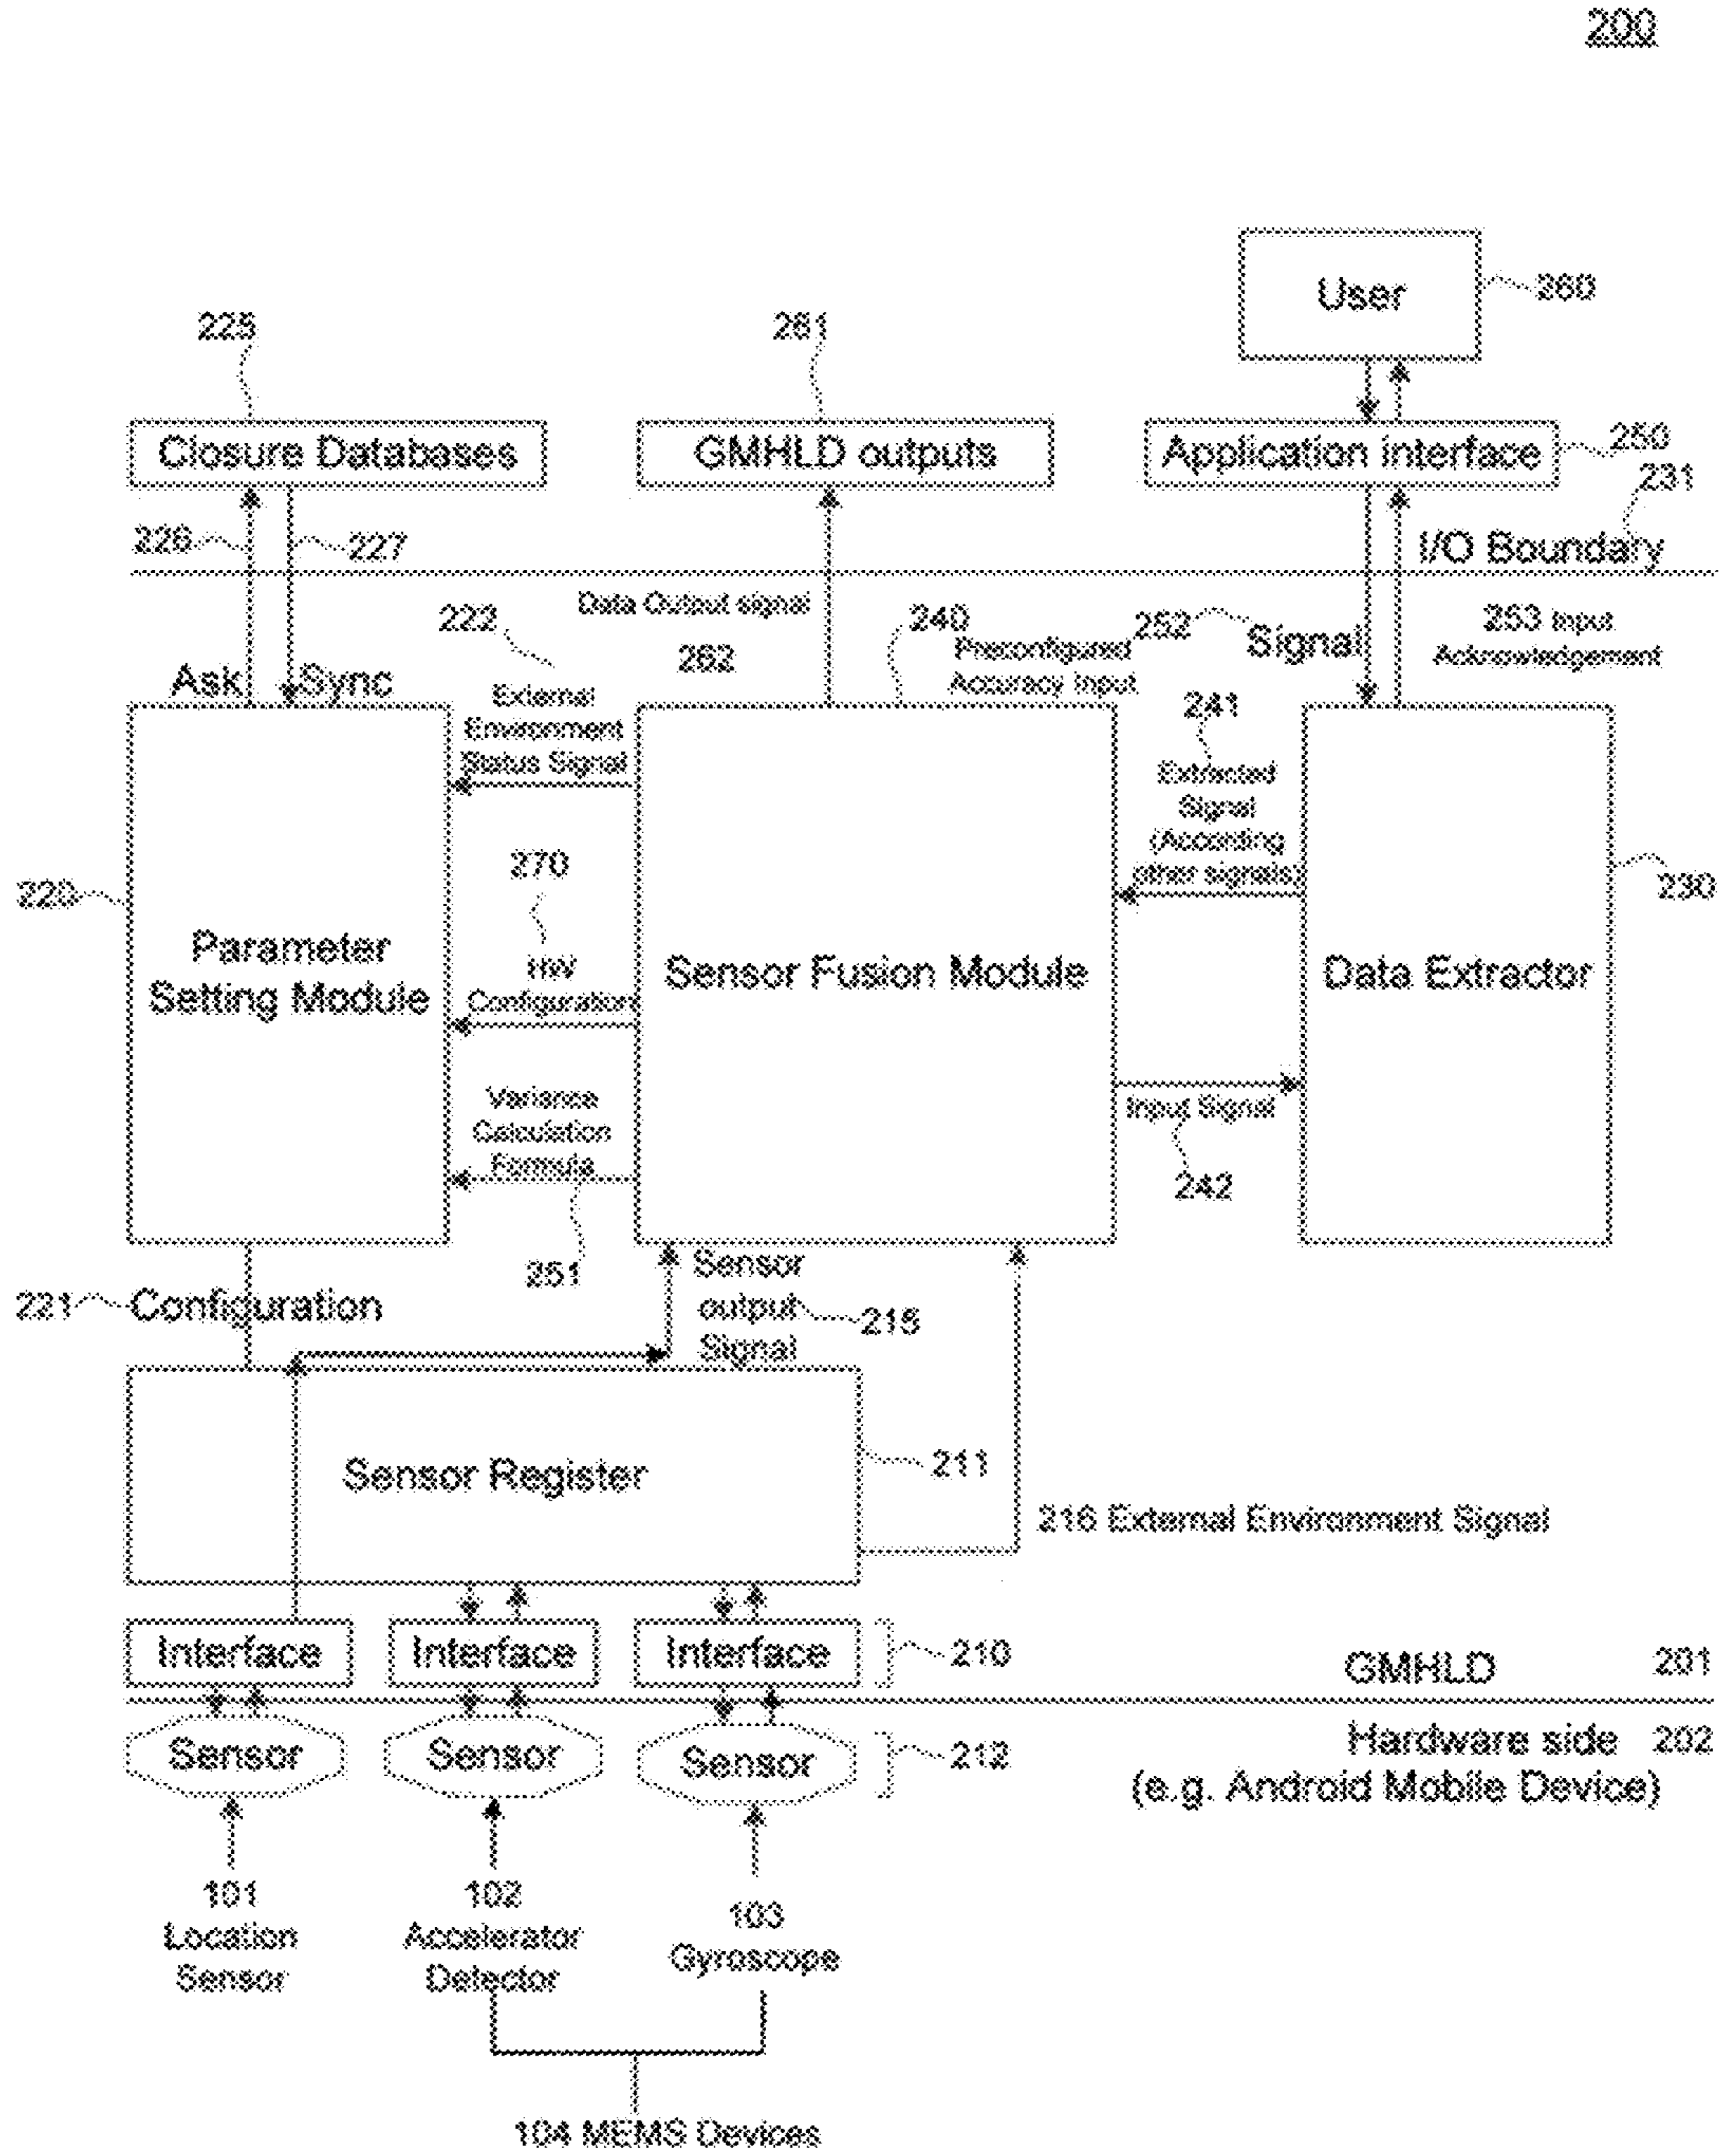 200
User
260
225
261
Closure Databases
GMHLD outputs
Application interface
250
231
226
227
I/O Boundary
Data Output signal
262
222
240
Preconfigured
Accuracy Input
252
Signal
253 Input
Acknowledgement
Ask
Sync
External
Environment
Status Signal
241
Extracted
Signal
(According
other signals)
220
270
230
Parameter
Setting Module
HW
Configuration
Sensor Fusion Module
Data Extractor
Variance
Calculation
Formula
Input Signal
242
251
221
Configuration
Sensor
output
Signal
215
Sensor Register
211
216 External Environment Signal
Interface
Interface
Interface
210
GMHLD
201
Sensor
Sensor
Sensor
212
Hardware side
202
(e.g. Android Mobile Device)
101
Location
Sensor
102
Accelerator
Detector
103
Gyroscope
104 MEMS Devices